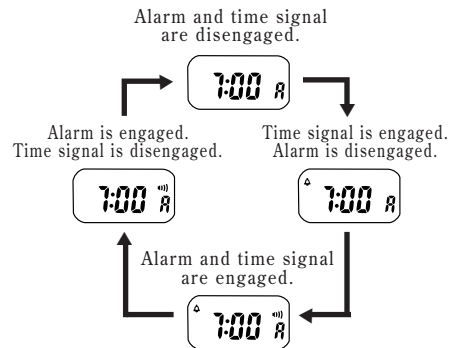 Alarm and time signal
are disengaged.
7:00 A
Alarm is engaged.
Time signal is disengaged.
Time signal is engaged.
Alarm is disengaged.
7:00 A
7:00 A
Alarm and time signal
are engaged.
7:00 A